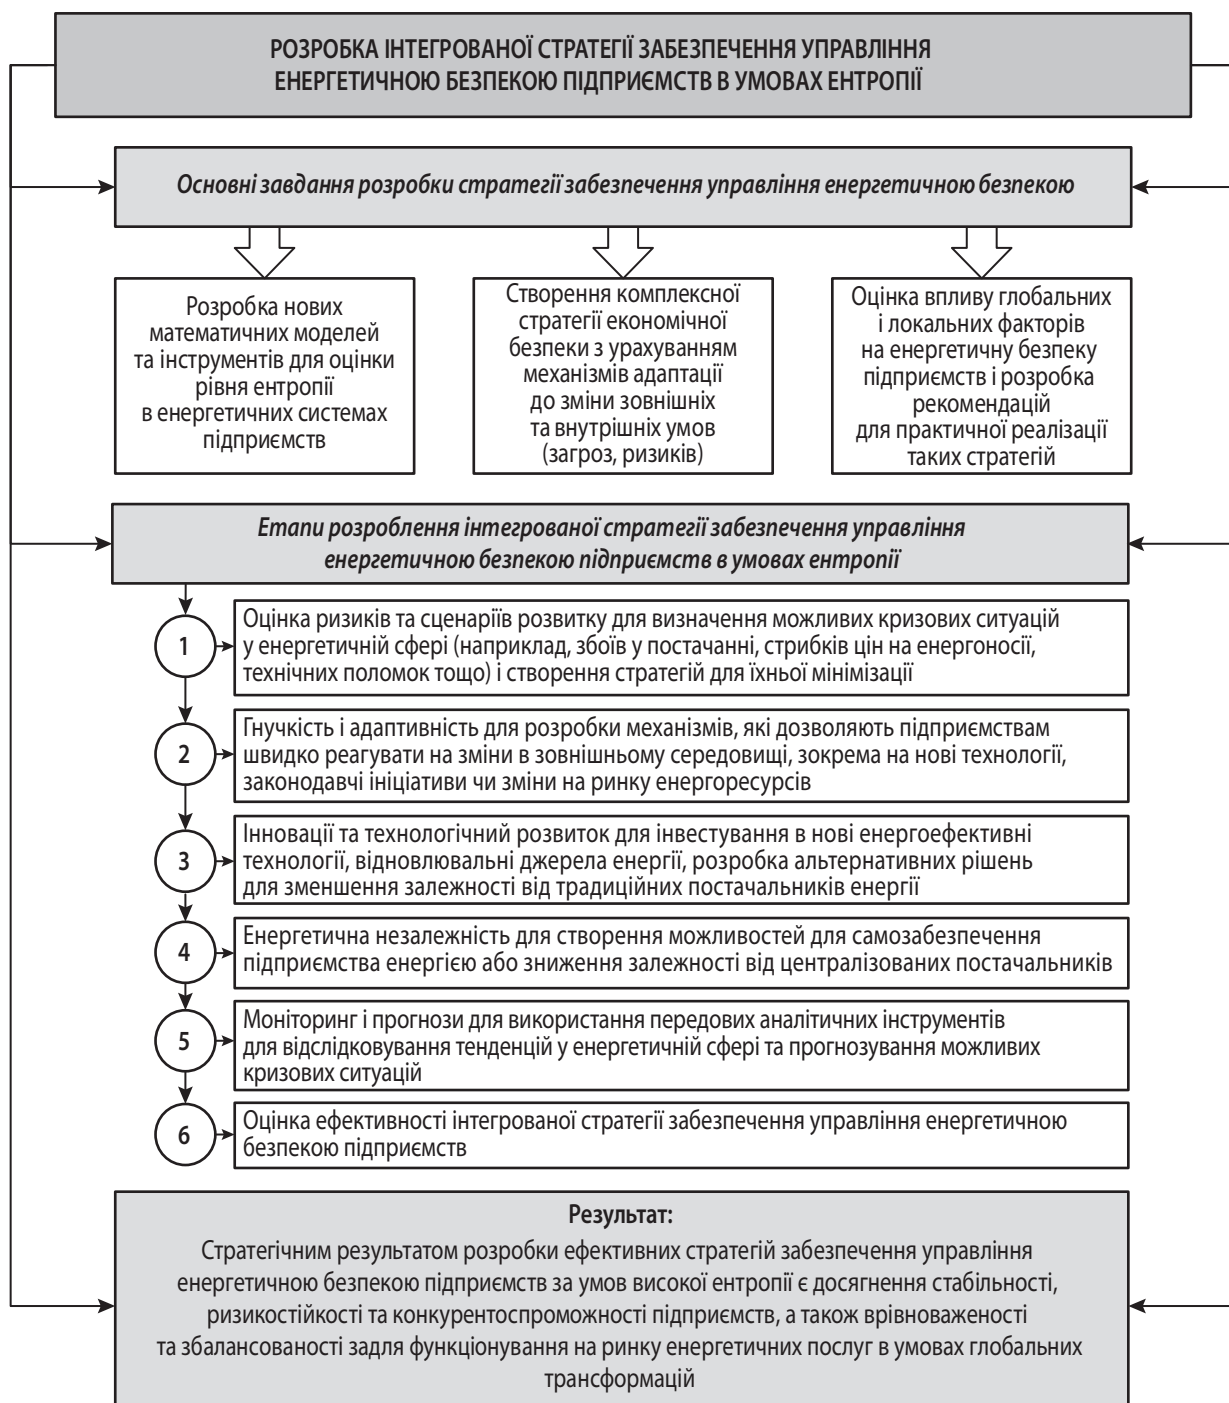 РОЗРОБКА ІНТЕГРОВАНОЇ СТРАТЕГІЇ ЗАБЕЗПЕЧЕННЯ УПРАВЛІННЯ
ЕНЕРГЕТИЧНОЮ БЕЗПЕКОЮ ПІДПРИЄМСТВ В УМОВАХ ЕНТРОПІЇ
Основні завдання розробки стратегії забезпечення управління енергетичною безпекою
Розробка нових
математичних моделей
та інструментів для оцінки
рівня ентропії
в енергетичних системах
підприємств
Створення комплексної
стратегії економічної
безпеки з урахуванням
механізмів адаптації
до зміни зовнішніх
та внутрішніх умов
(загроз, ризиків)
Оцінка впливу глобальних
і локальних факторів
на енергетичну безпеку
підприємств і розробка
рекомендацій
для практичної реалізації
таких стратегій
Етапи розроблення інтегрованої стратегії забезпечення управління
енергетичною безпекою підприємств в умовах ентропії
1
Оцінка ризиків та сценаріїв розвитку для визначення можливих кризових ситуацій
у енергетичній сфері (наприклад, збоїв у постачанні, стрибків цін на енергоносії,
технічних поломок тощо) і створення стратегій для їхньої мінімізації
2
Гнучкість і адаптивність для розробки механізмів, які дозволяють підприємствам
швидко реагувати на зміни в зовнішньому середовищі, зокрема на нові технології,
законодавчі ініціативи чи зміни на ринку енергоресурсів
3
Інновації та технологічний розвиток для інвестування в нові енергоефективні
технології, відновлювальні джерела енергії, розробка альтернативних рішень
для зменшення залежності від традиційних постачальників енергії
4
Енергетична незалежність для створення можливостей для самозабезпечення
підприємства енергією або зниження залежності від централізованих постачальників
5
Моніторинг і прогнози для використання передових аналітичних інструментів
для відслідковування тенденцій у енергетичній сфері та прогнозування можливих
кризових ситуацій
6
Оцінка ефективності інтегрованої стратегії забезпечення управління енергетичною
безпекою підприємств
Результат:
Стратегічним результатом розробки ефективних стратегій забезпечення управління
енергетичною безпекою підприємств за умов високої ентропії є досягнення стабільності,
ризикостійкості та конкурентоспроможності підприємств, а також врівноваженості
та збалансованості задля функціонування на ринку енергетичних послуг в умовах глобальних
трансформацій